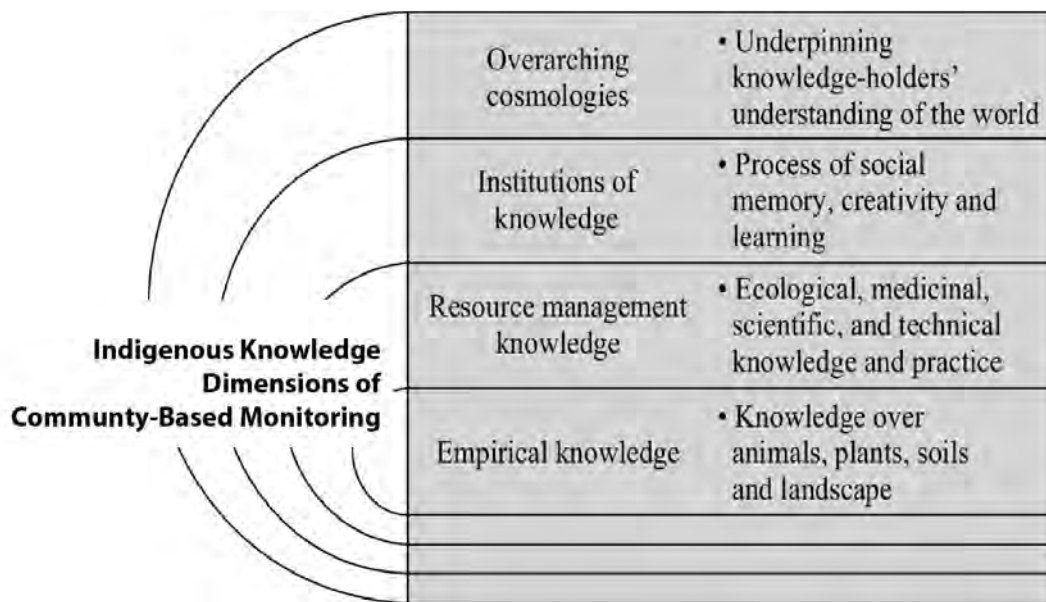 Overarching
cosmologies
• Underpinning
knowledge-holders'
understanding of the world
Institutions of
knowledge
• Process of social
memory, creativity and
learning
Resource management
knowledge
• Ecological, medicinal,
scientific, and technical
knowledge and practice
Indigenous Knowledge
Dimensions of
Communty-Based Monitoring
Empirical knowledge
• Knowledge over
animals, plants, soils
and landscape